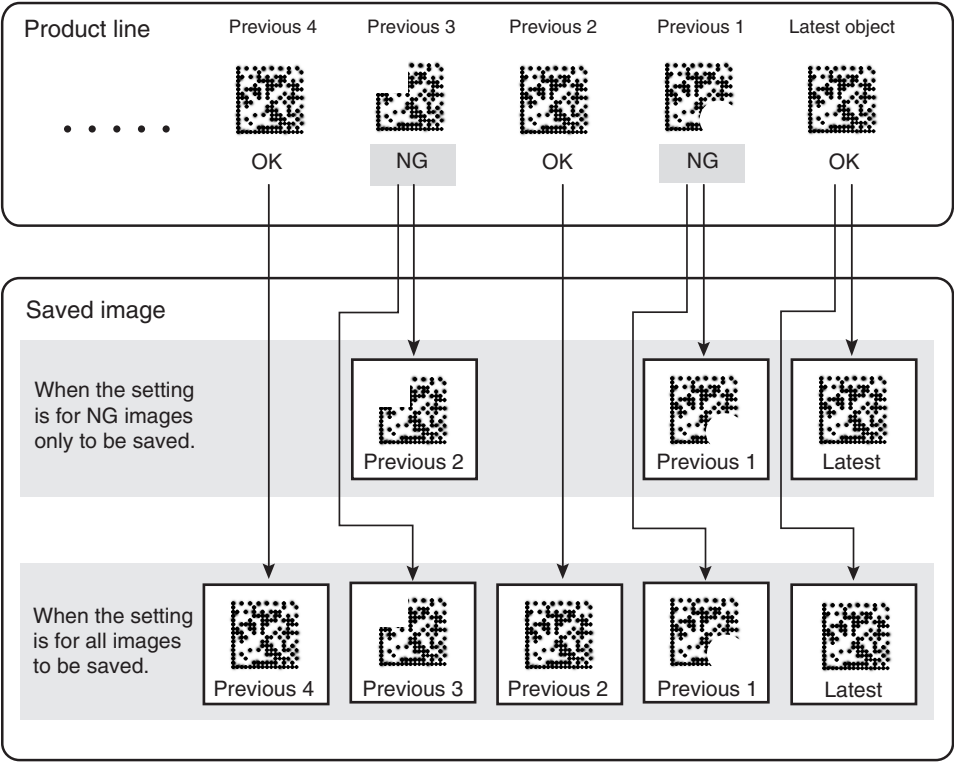 Product line
Previous 4 Previous 3 Previous 2 Previous 1 Latest object
OK NG OK NG OK
Saved image
When the setting
is for NG images
only to be saved.
Previous 2 Previous 1 Latest
When the setting
is for all images
to be saved.
Previous 4 Previous 3 Previous 2 Previous 1 Latest